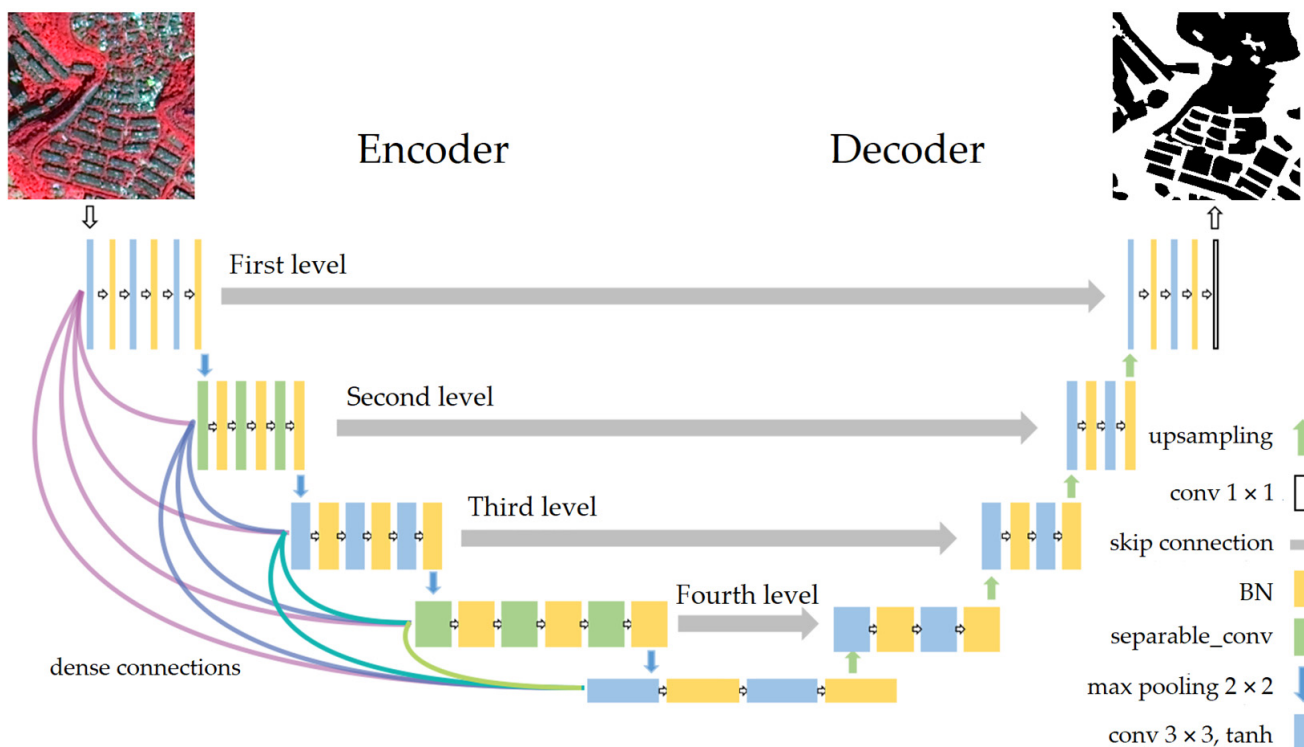 Encoder
Decoder
First level
Second level
Third level
Fourth level
dense connections
upsampling
conv 1 × 1
skip connection
BN
separable_conv
max pooling 2 × 2
conv 3 × 3, tanh